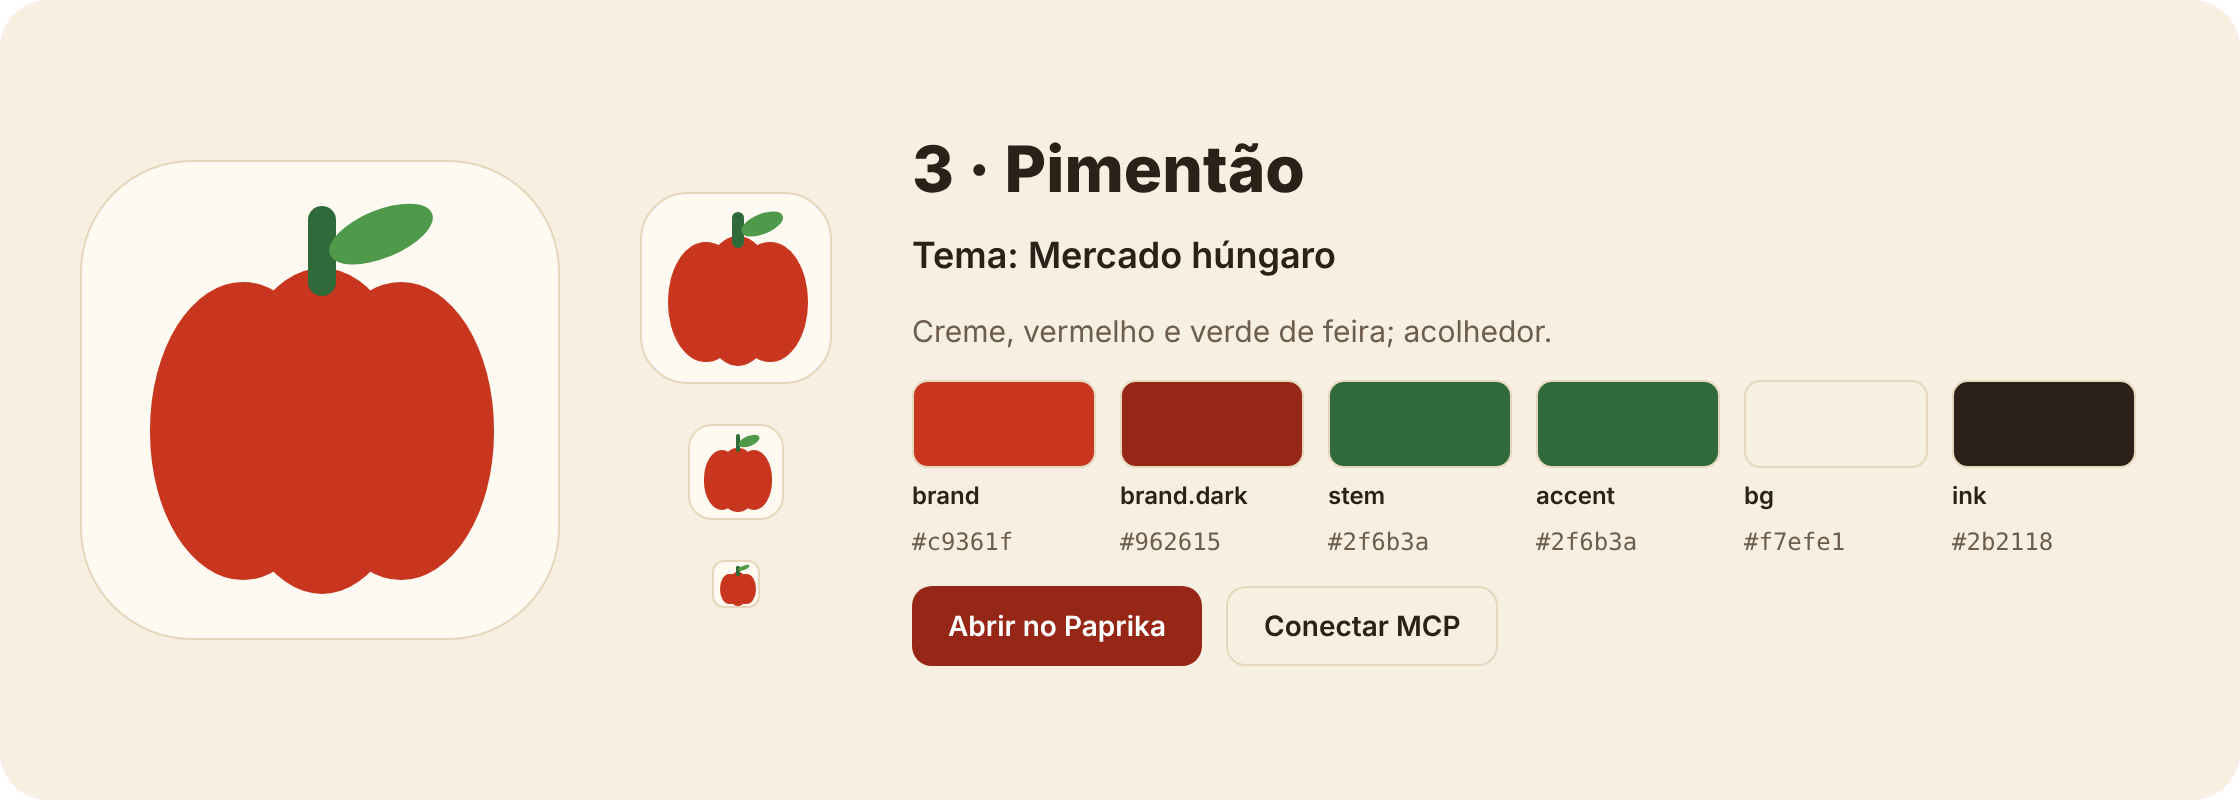 3 · Pimentão
Tema: Mercado húngaro
Creme, vermelho e verde de feira; acolhedor.
brand brand.dark stem accent bg ink
#c9361f #962615 #2f6b3a #2f6b3a #f7efe1 #2b2118
Abrir no Paprika Conectar MCP